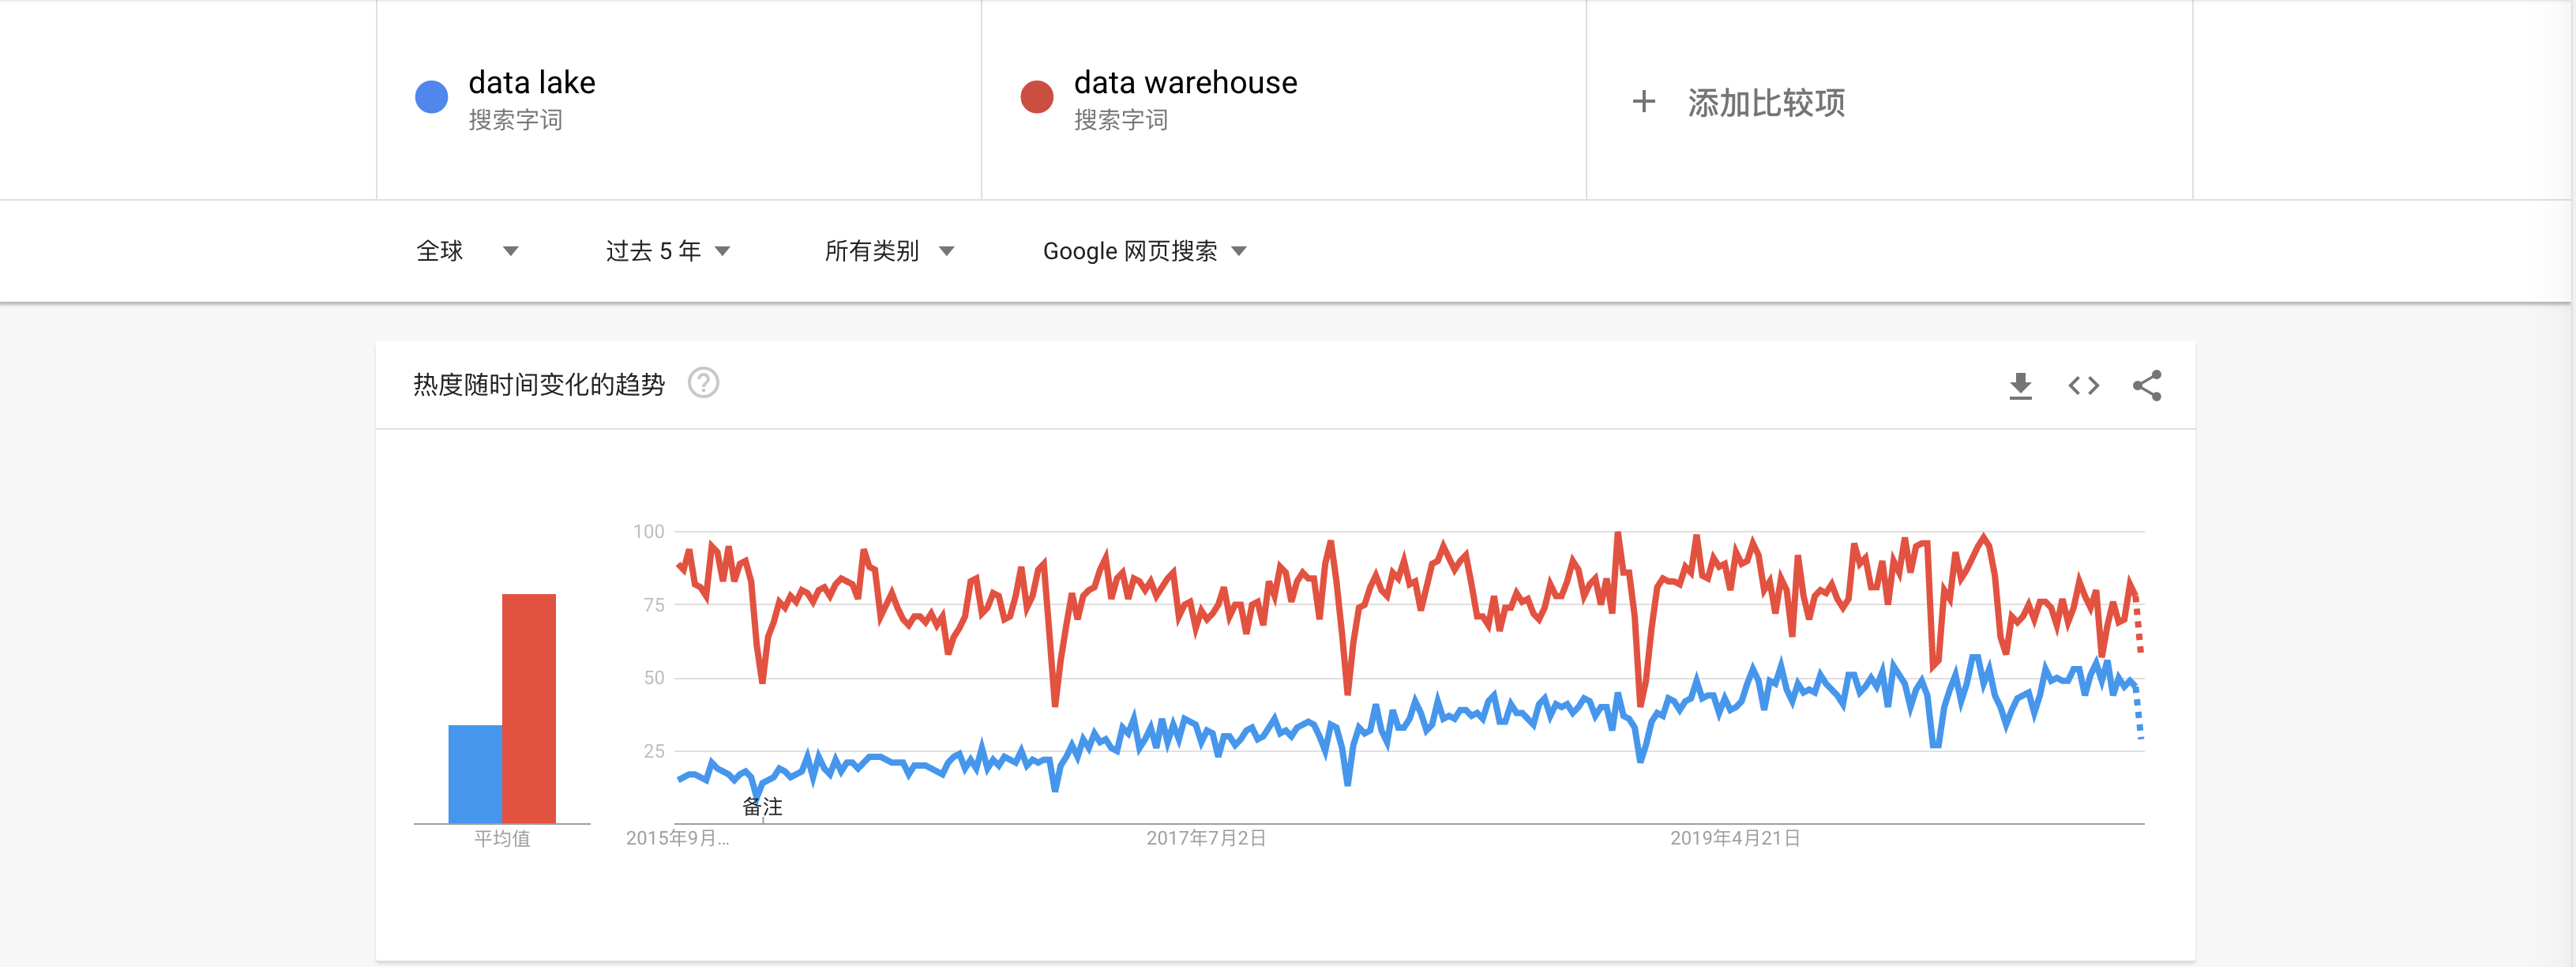 data lake
搜索字词
data warehouse
搜索字词
+ 添加比较项
全球
过去 5 年
所有类别
Google 网页搜索
热度随时间变化的趋势 ?
100
75
50
25
备注
平均值
2015年9月...
2017年7月2日
2019年4月21日